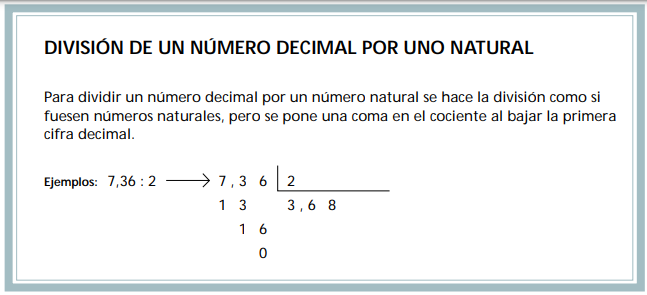 DIVISIÓN DE UN NÚMERO DECIMAL POR UNO NATURAL
Para dividir un número decimal por un número natural se hace la división como si
fuesen números naturales, pero se pone una coma en el cociente al bajar la primera
cifra decimal.
Ejemplos: 7,36 : 2 → 7 , 3 6 2
1 3 3 , 6 8
1 6
0